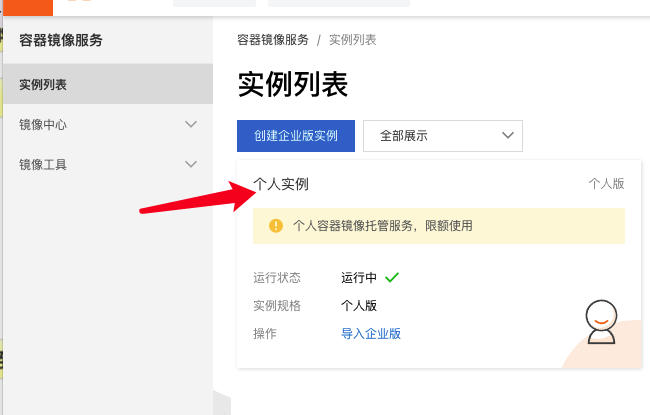 容器镜像服务
实例列表
镜像中心
镜像工具
容器镜像服务 / 实例列表
实例列表
创建企业版实例 全部展示
个人实例 个人版
个人容器镜像托管服务，限额使用
运行状态 运行中
实例规格 个人版
操作 导入企业版